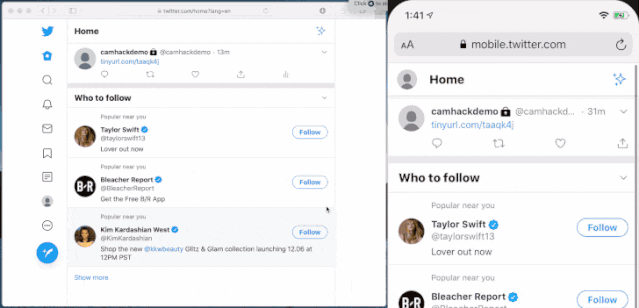 Click
twitter.com/home?lang=en
Home
camhackdemo @camhackdemo · 13m
tinyurl.com/taaqk4j
Who to follow
Popular near you
Taylor Swift
@taylorswift13
Follow
Lover out now
Popular near you
Bleacher Report
@BleacherReport
Follow
Get the Free B/R App
B/R
Popular near you
Kim Kardashian West
@KimKardashian
Follow
Shop the new @kkwbeauty Glitz & Glam collection launching 12.06 at
12PM PST
Show more
1:41
AA mobile.twitter.com
Home
camhackdemo @camhackd... · 31m
tinyurl.com/taaqk4j
Who to follow
Popular near you
Taylor Swift
@taylorswift13
Follow
Lover out now
Popular near you
Bleacher Report
@BleacherReport
Follow
B/R